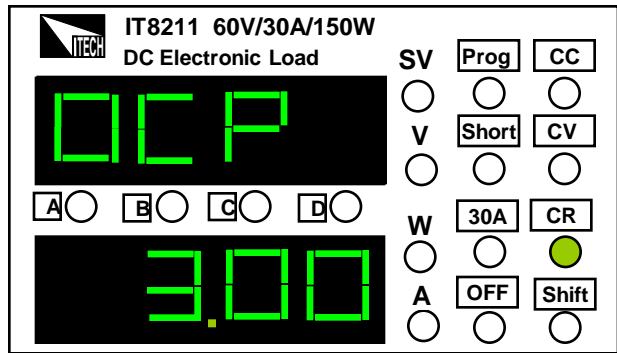 ITECH
IT8211 60V/30A/150W
DC Electronic Load
SV Prog CC
OCP
V Short CV
A B C D
W 30A CR
3.00
A OFF Shift